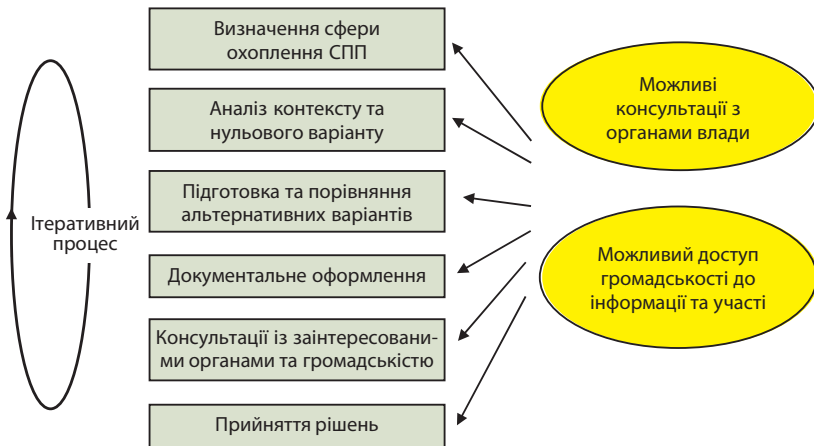 Визначення сфери
охоплення СПП
Аналіз контексту та
нульового варіанту
Підготовка та порівняння
альтернативних варіантів
Документальне оформлення
Консультації із заінтересовани-
ми органами та громадськістю
Прийняття рішень
Ітеративний
процес
Можливі
консультації з
органами влади
Можливий доступ
громадськості до
інформації та участі